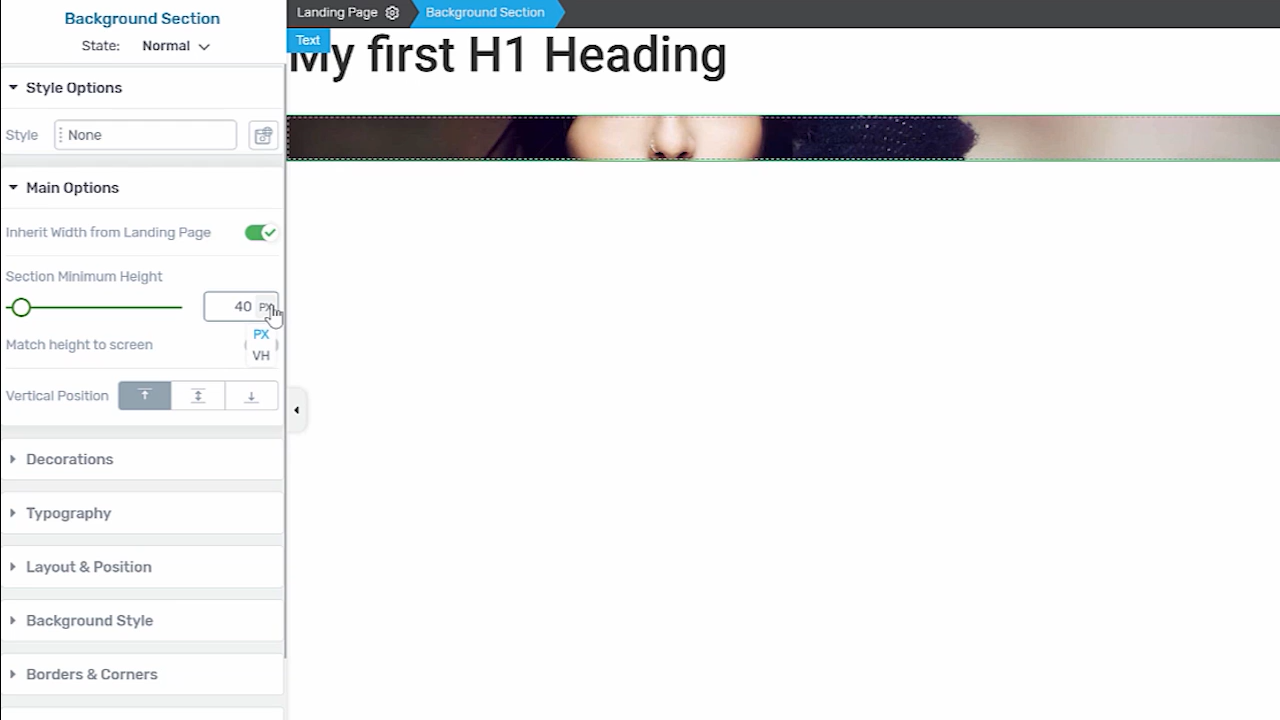 Background Section
State: Normal
Style Options
Style None
Main Options
Inherit Width from Landing Page
Section Minimum Height
40 PX
PX
Match height to screen
VH
Vertical Position
Decorations
Typography
Layout & Position
Background Style
Borders & Corners
Landing Page Background Section
Text
My first H1 Heading